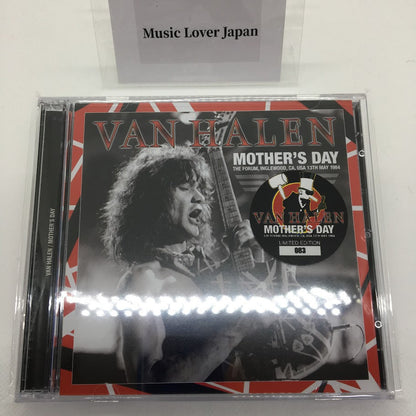 Music Lover Japan
VAN HALEN
MOTHER'S DAY
THE FORUM, INGLEWOOD, CA, USA 13TH MAY 1984
VAN HALEN
MOTHER'S DAY
LIMITED EDITION
083
VAN HALEN / MOTHER'S DAY